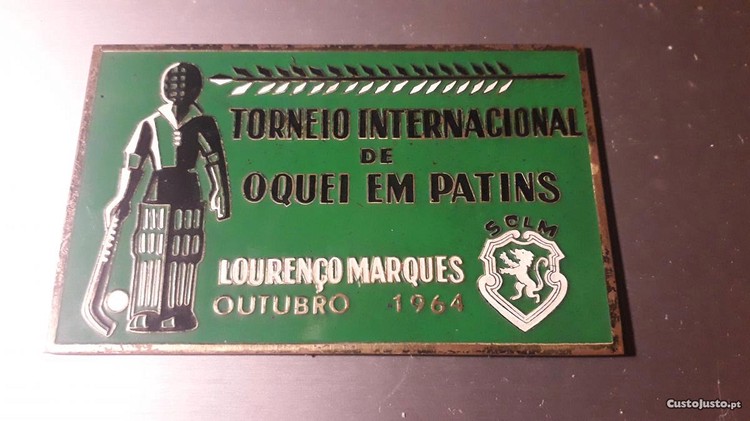 TORNEIO INTERNACIONAL
DE
OQUEI EM PATINS
SCLM
LOURENÇO MARQUES
OUTUBRO 1964
CustoJusto.pt